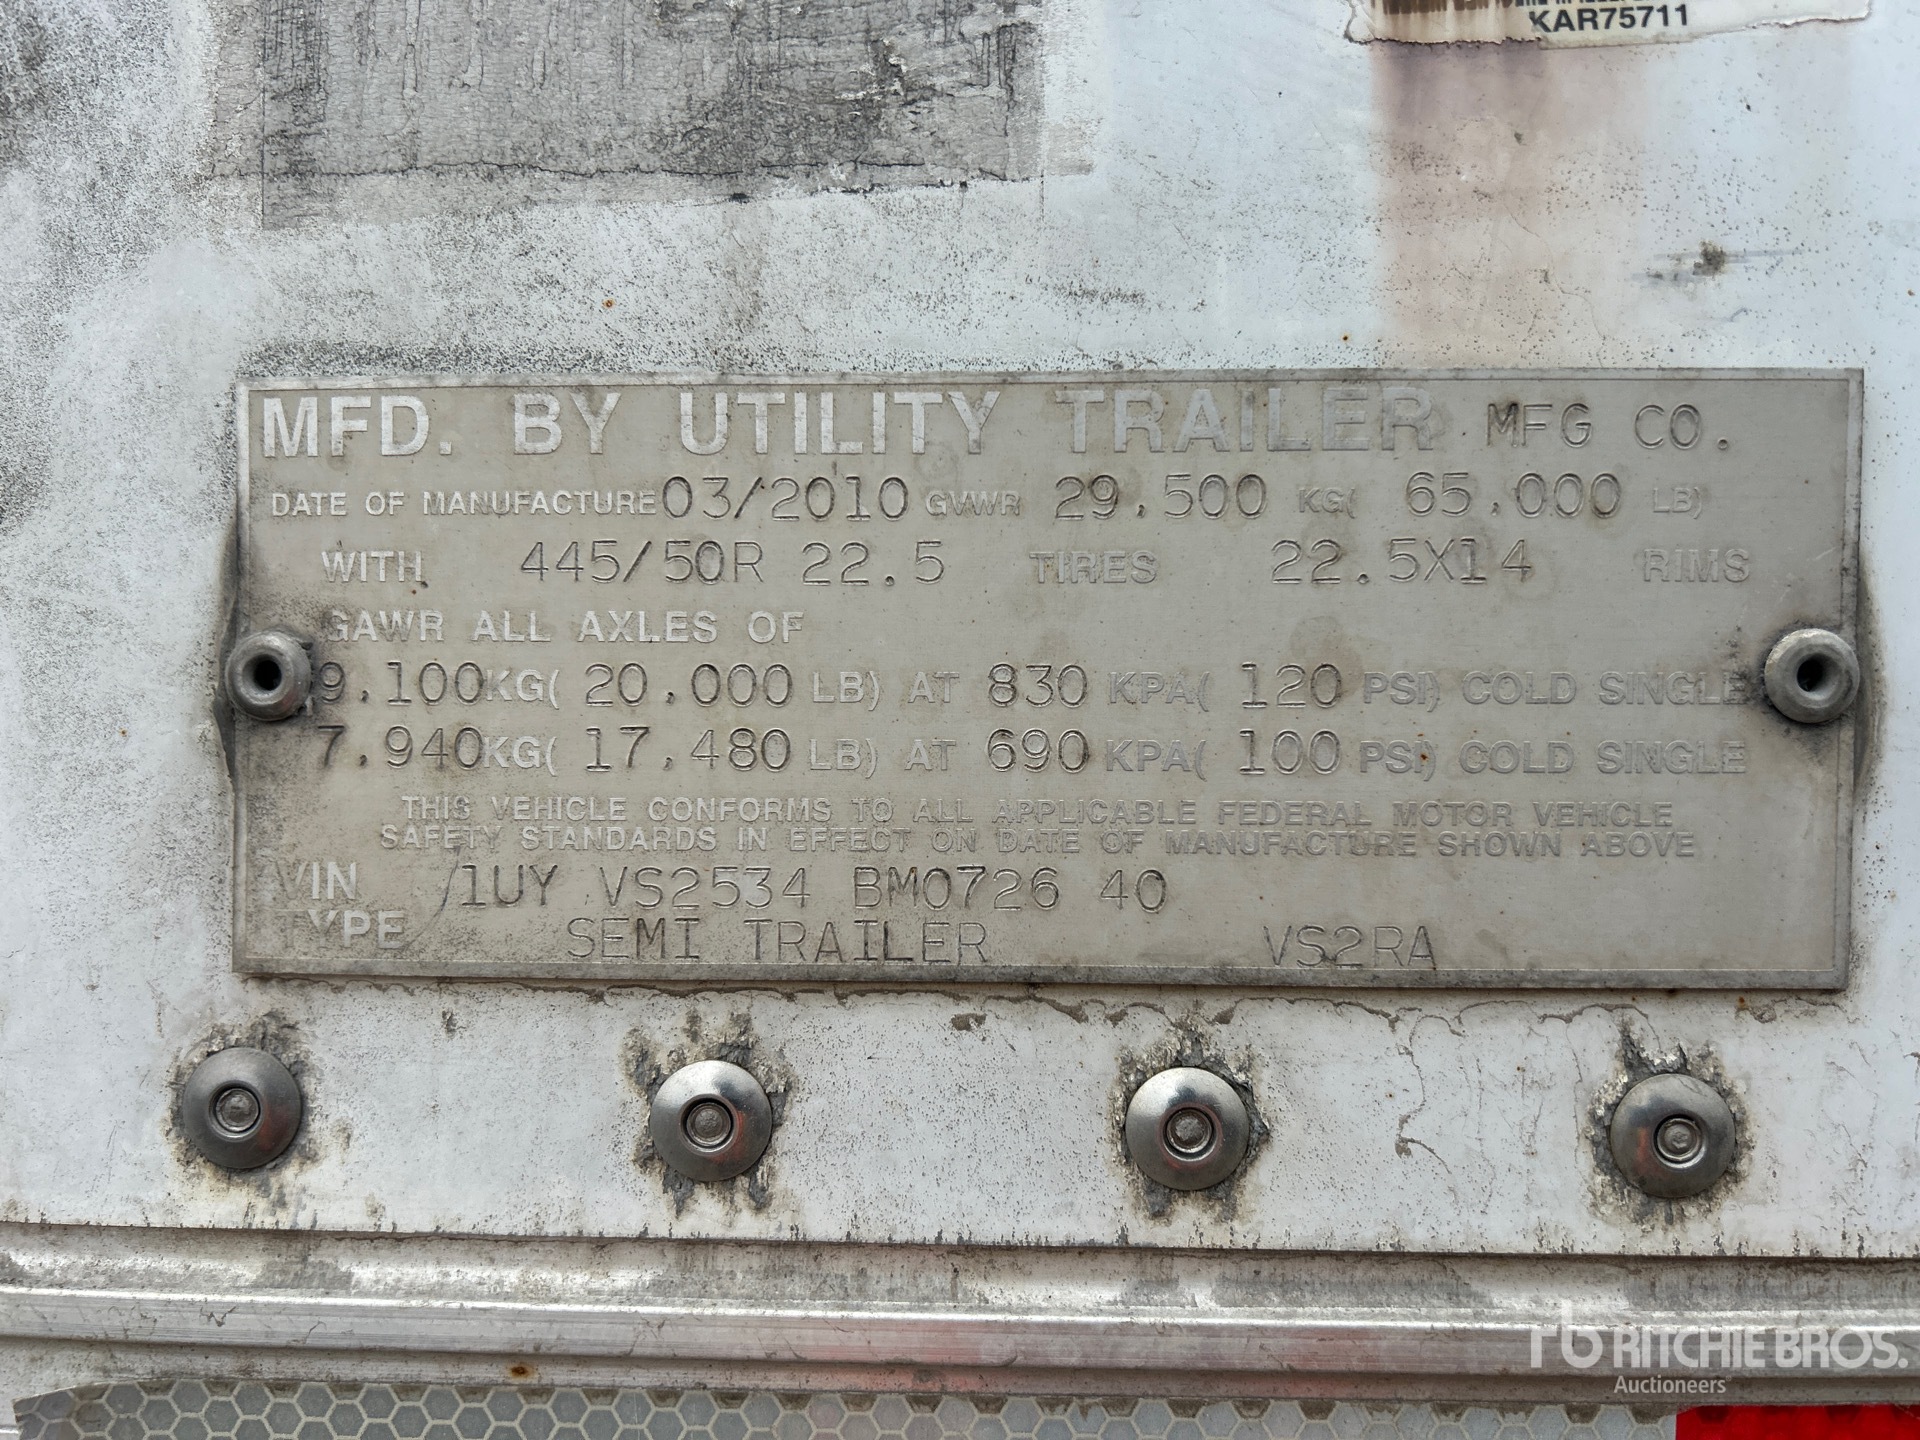 KAR75711
MFD. BY UTILITY TRAILER MFG CO.
DATE OF MANUFACTURE 03/2010 GVWR 29,500 KG( 65,000 LB)
WITH 445/50R 22.5 TIRES 22.5X14 RIMS
GAWR ALL AXLES OF
9,100KG( 20,000 LB) AT 830 KPA( 120 PSI) COLD SINGLE
7,940KG( 17,480 LB) AT 690 KPA( 100 PSI) COLD SINGLE
THIS VEHICLE CONFORMS TO ALL APPLICABLE FEDERAL MOTOR VEHICLE
SAFETY STANDARDS IN EFFECT ON DATE OF MANUFACTURE SHOWN ABOVE
VIN 1UY VS2534 BM0726 40
TYPE SEMI TRAILER VS2RA
rb RITCHIE BROS.
Auctioneers